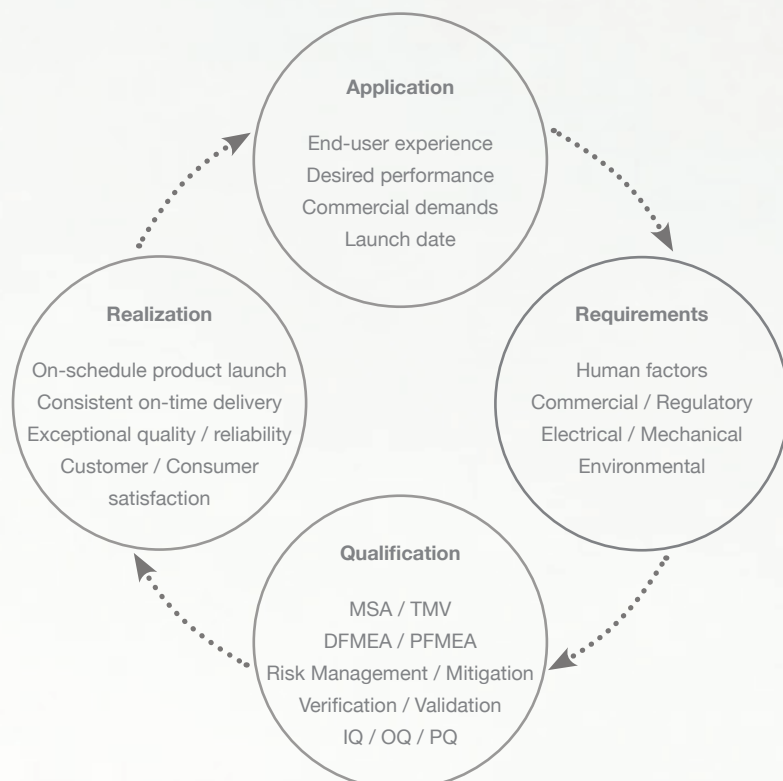 Application
End-user experience
Desired performance
Commercial demands
Launch date
Requirements
Human factors
Commercial / Regulatory
Electrical / Mechanical
Environmental
Qualification
MSA / TMV
DFMEA / PFMEA
Risk Management / Mitigation
Verification / Validation
IQ / OQ / PQ
Realization
On-schedule product launch
Consistent on-time delivery
Exceptional quality / reliability
Customer / Consumer
satisfaction